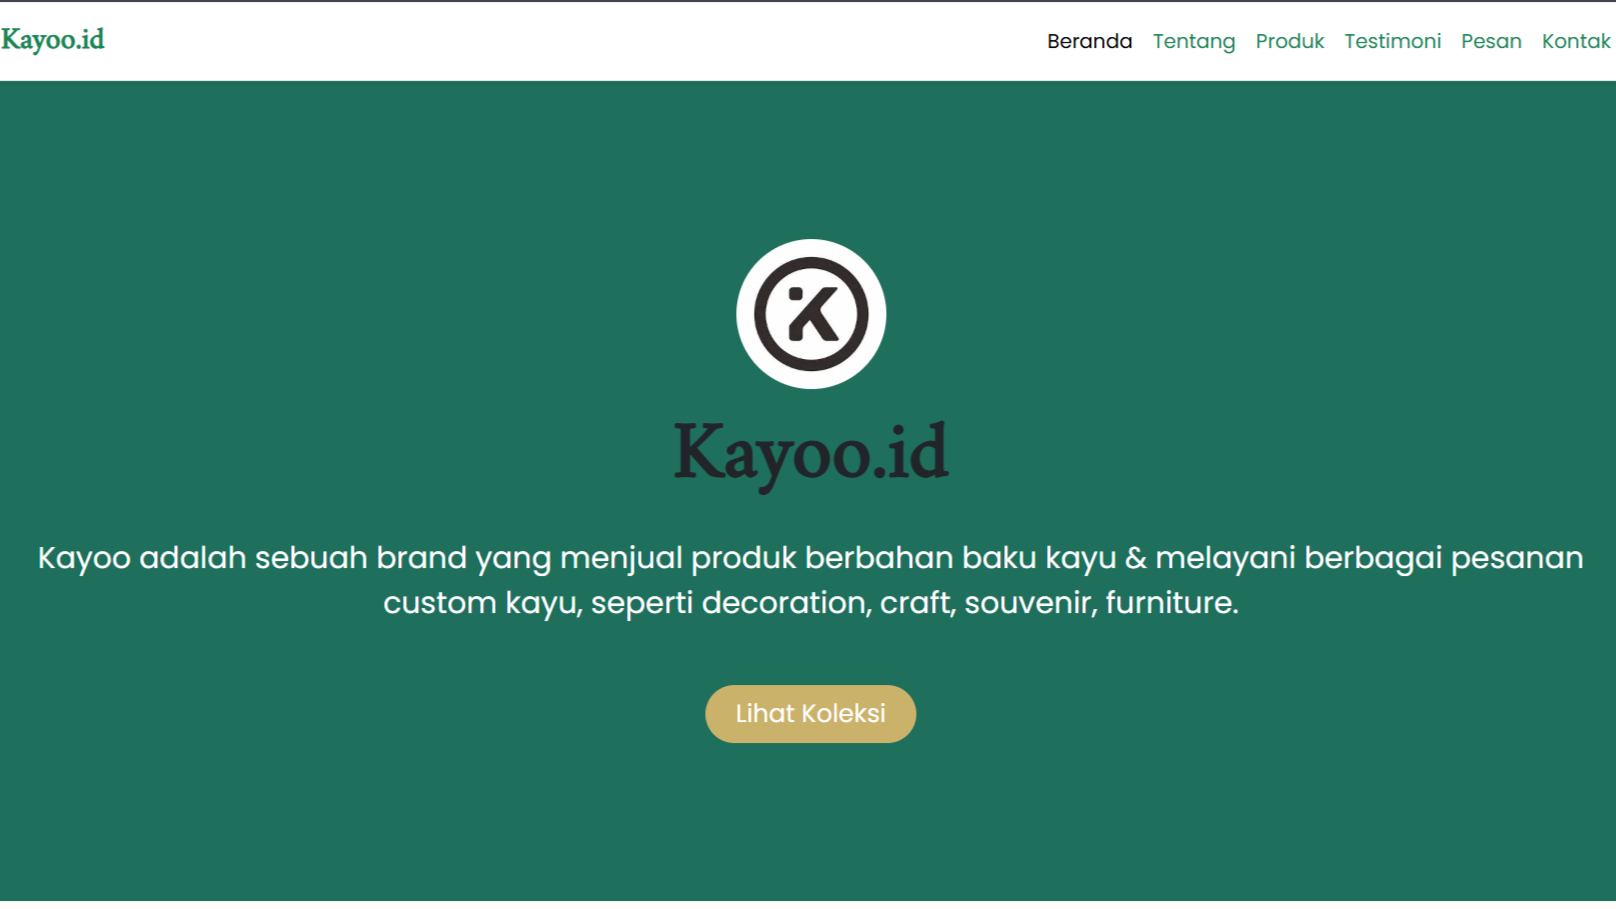 Kayoo.id
Beranda Tentang Produk Testimoni Pesan Kontak
K
Kayoo.id
Kayoo adalah sebuah brand yang menjual produk berbahan baku kayu & melayani berbagai pesanan
custom kayu, seperti decoration, craft, souvenir, furniture.
Lihat Koleksi